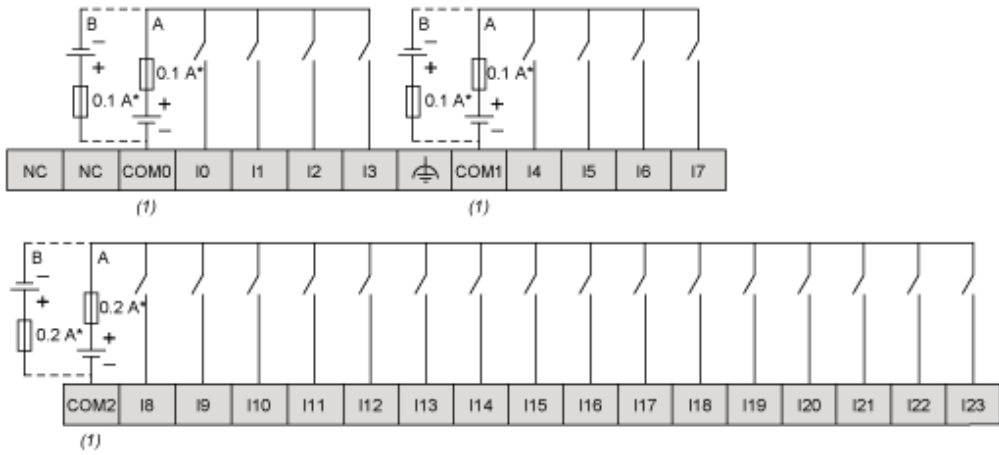 B A B A
− −
0.1 A* 0.1 A*
+ + + +
0.1 A* 0.1 A*
− −
NC NC COM0 I0 I1 I2 I3 COM1 I4 I5 I6 I7
(1) (1)
B A
−
+ 0.2 A*
0.2 A* +
−
COM2 I8 I9 I10 I11 I12 I13 I14 I15 I16 I17 I18 I19 I20 I21 I22 I23
(1)